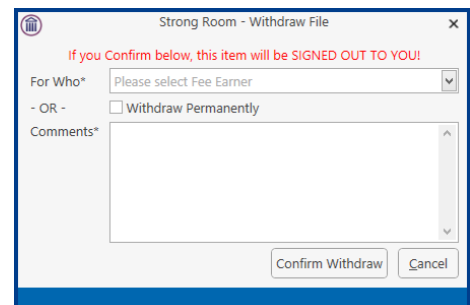 Strong Room - Withdraw File
If you Confirm below, this item will be SIGNED OUT TO YOU!
For Who* Please select Fee Earner
- OR - Withdraw Permanently
Comments*
Confirm Withdraw Cancel